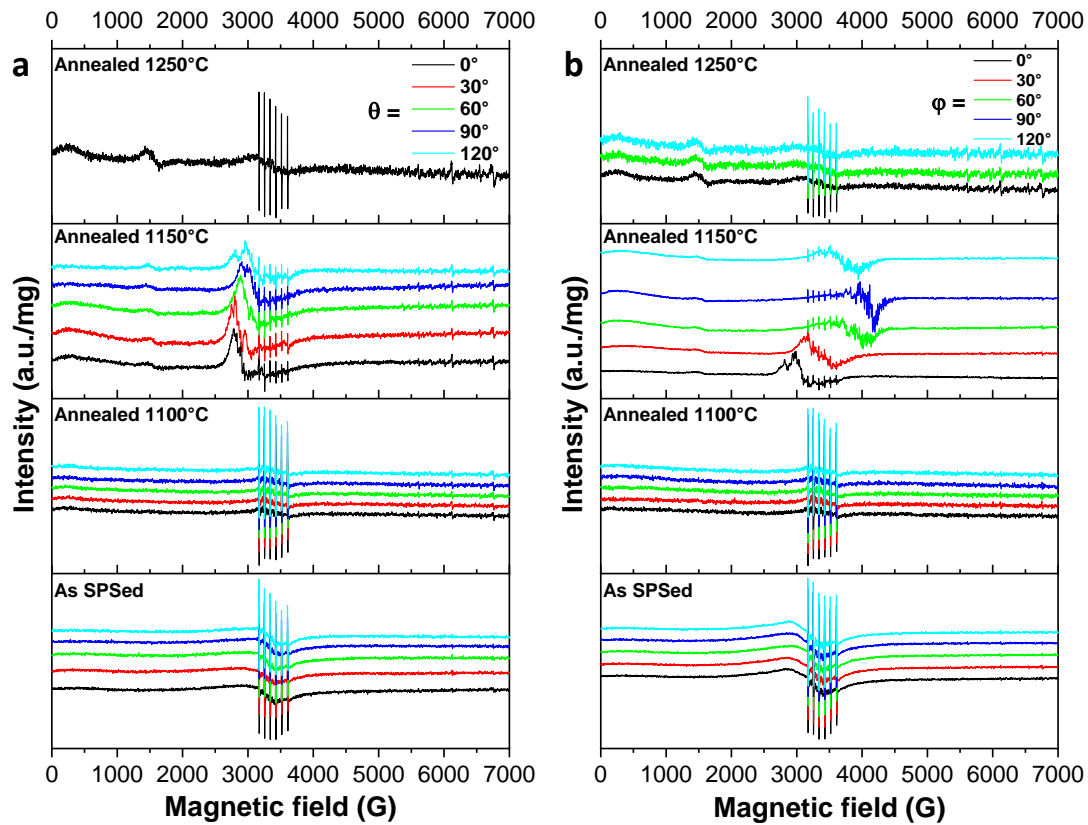 0 1000 2000 3000 4000 5000 6000 7000
a
Annealed 1250°C
θ =
0°
30°
60°
90°
120°
Annealed 1150°C
Annealed 1100°C
As SPSed
Intensity (a.u./mg)
0 1000 2000 3000 4000 5000 6000 7000
Magnetic field (G)
0 1000 2000 3000 4000 5000 6000 7000
b
Annealed 1250°C
φ =
0°
30°
60°
90°
120°
Annealed 1150°C
Annealed 1100°C
As SPSed
Intensity (a.u./mg)
0 1000 2000 3000 4000 5000 6000 7000
Magnetic field (G)